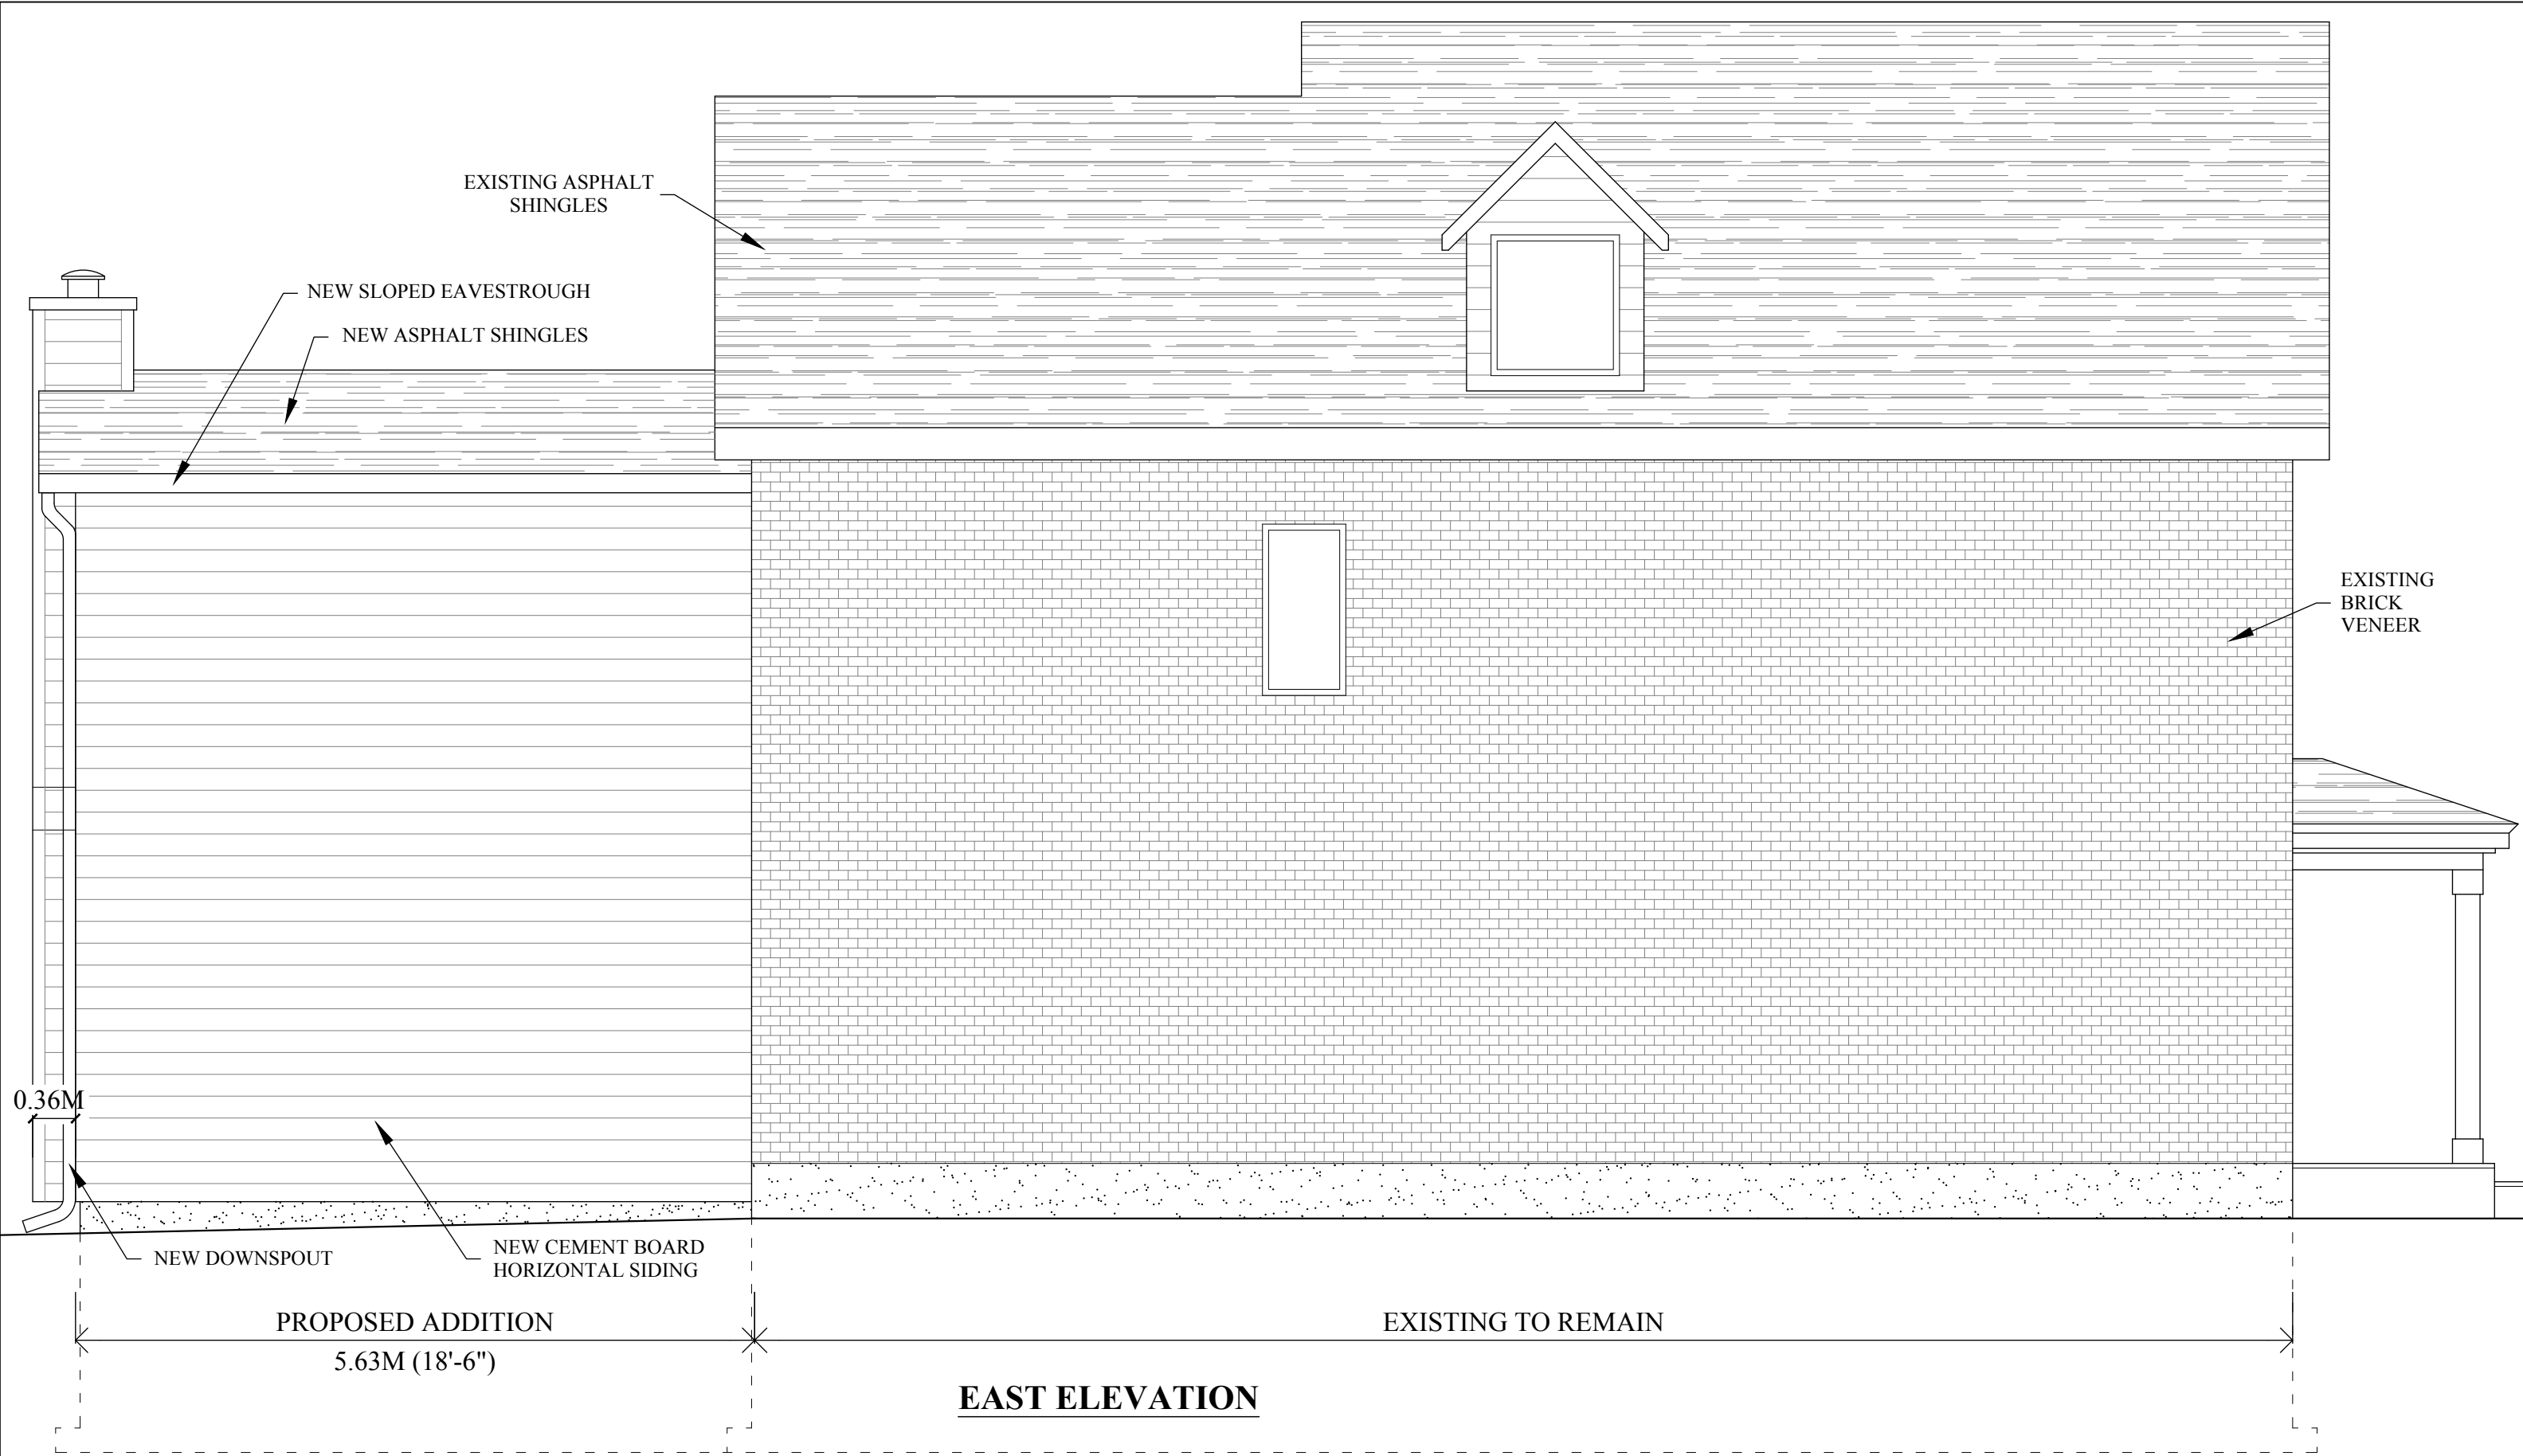 EXISTING ASPHALT
SHINGLES
NEW SLOPED EAVESTROUGH
NEW ASPHALT SHINGLES
EXISTING
BRICK
VENEER
0.36M
NEW DOWNSPOUT
NEW CEMENT BOARD
HORIZONTAL SIDING
PROPOSED ADDITION
5.63M (18'-6")
EXISTING TO REMAIN
EAST ELEVATION